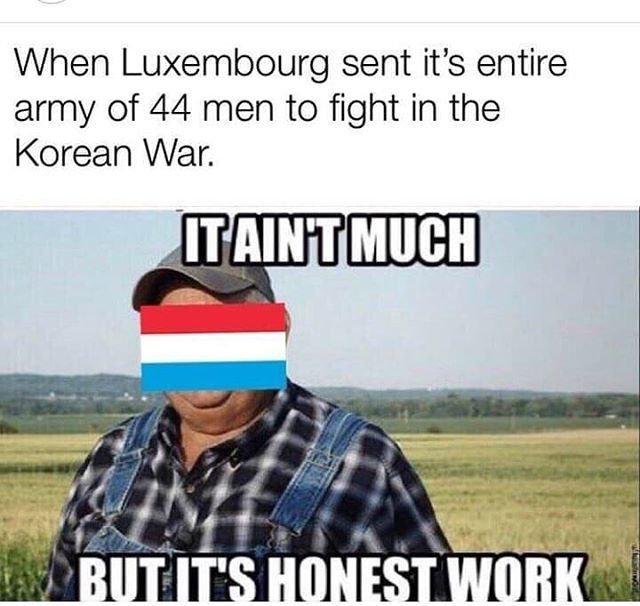 When Luxembourg sent it's entire
army of 44 men to fight in the
Korean War.
IT AIN'T MUCH
BUT IT'S HONEST WORK